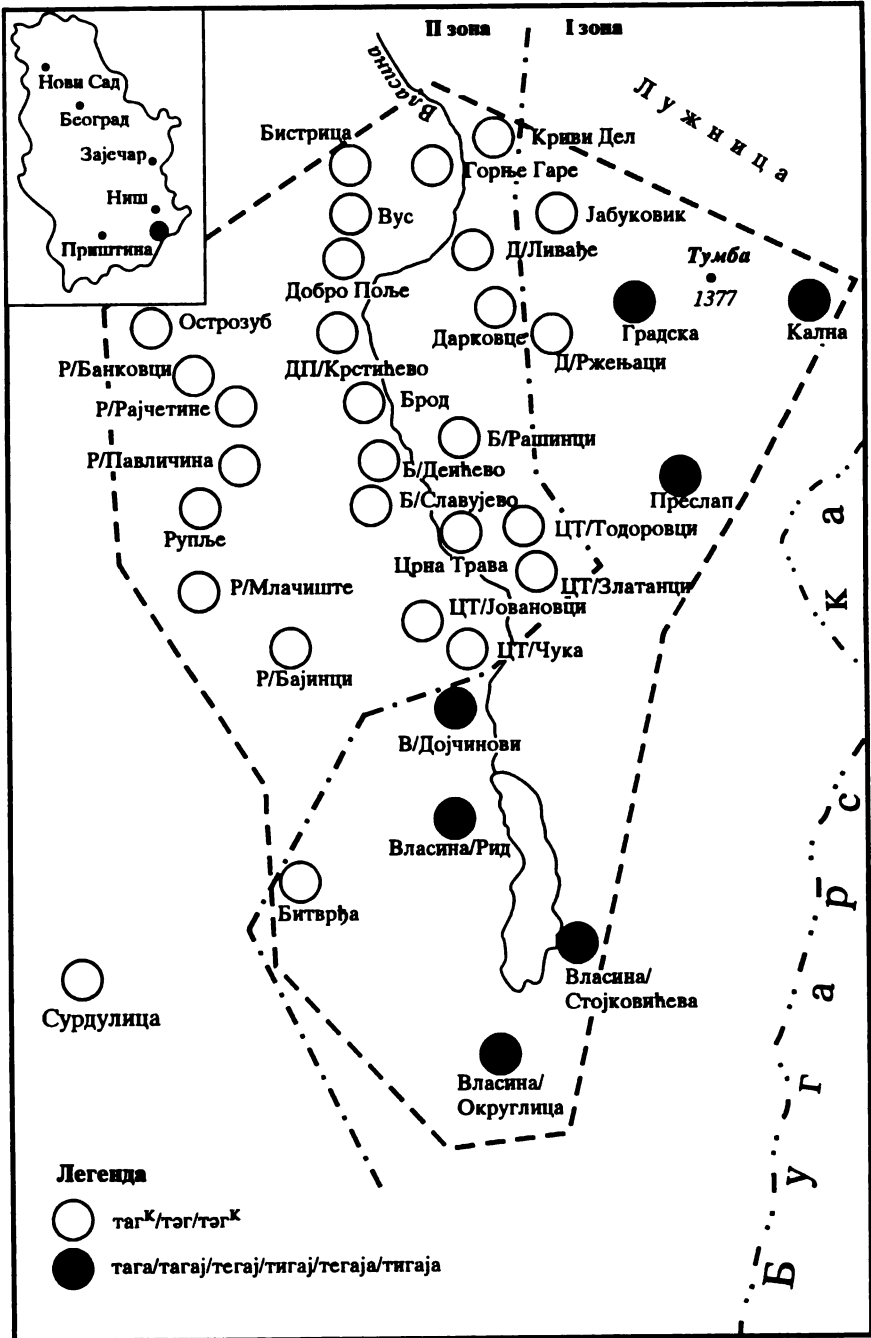 II зона
I зона
Нови Сад
Београд
Зајечар
Ниш
Приштина
Власина
Лужница
Криви Дел
Бистрица
Горње Гаре
Вус
Јабуковик
Д/Ливађе
Тумба
1377
Добро Поље
Острозуб
Дарковце
Градска
Кална
Д/Ржењаци
Р/Банковци
ДП/Крстићево
Р/Рајчетине
Брод
Б/Рашинци
Р/Павличина
Б/Деићево
Преслап
Б/Славујево
Рупље
ЦТ/Тодоровци
Црна Трава
ЦТ/Златанци
Р/Млачиште
ЦТ/Јовановци
ЦТ/Чука
Р/Бајинци
В/Дојчинови
Власина/Рид
Битврђа
Власина/
Стојковићева
Сурдулица
Власина/
Округлица
Бугарска
Легенда
тагᴷ/тәг/тәгᴷ
тага/тагај/тегај/тигај/тегаја/тигаја